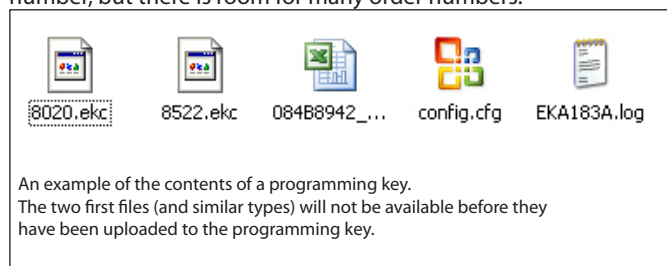 number, but there is room for many order numbers.
8020.ekc 8522.ekc 084B8942_... config.cfg EKA183A.log
An example of the contents of a programming key.
The two first files (and similar types) will not be available before they
have been uploaded to the programming key.